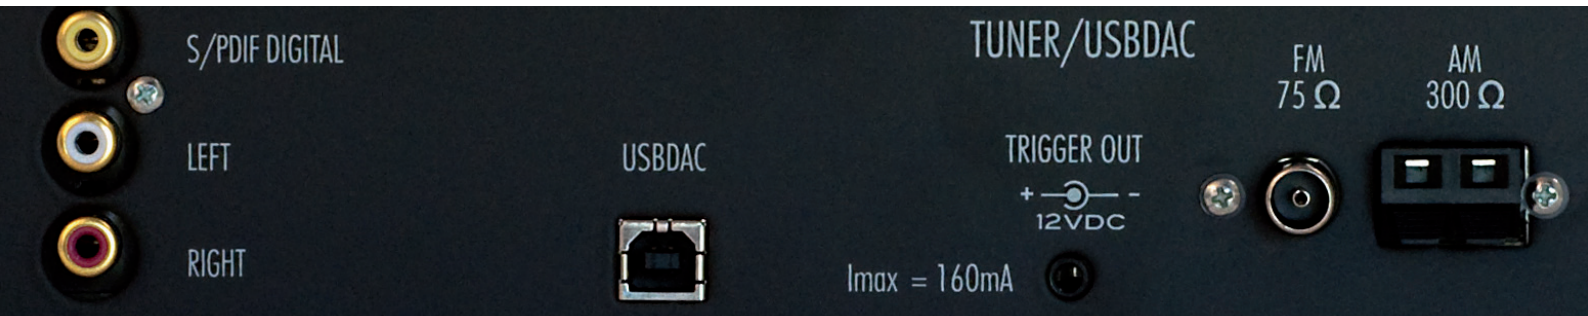 S/PDIF DIGITAL
LEFT
RIGHT
USBDAC
TUNER/USBDAC
TRIGGER OUT
+ -
12VDC
Imax = 160mA
FM
75 Ω
AM
300 Ω